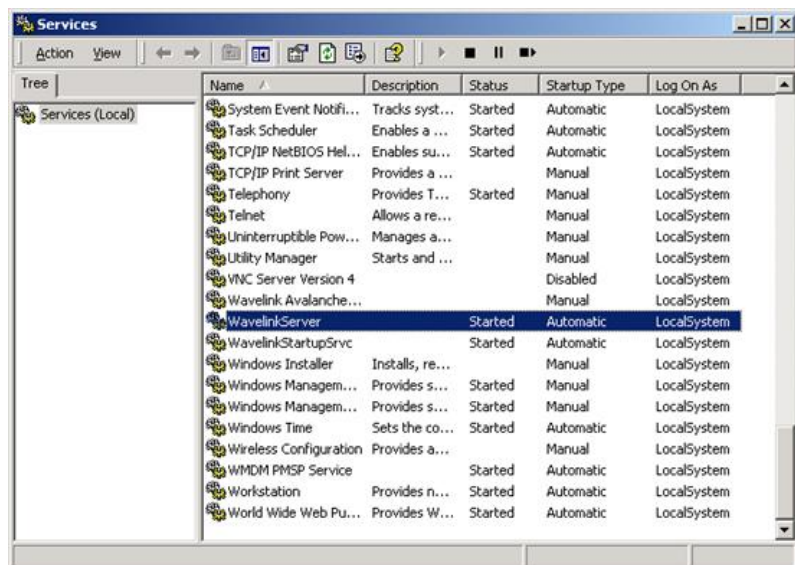 Services
Action View
Tree
Services (Local)
Name Description Status Startup Type Log On As
System Event Notifi... Tracks syst... Started Automatic LocalSystem
Task Scheduler Enables a ... Started Automatic LocalSystem
TCP/IP NetBIOS Hel... Enables su... Started Automatic LocalSystem
TCP/IP Print Server Provides a ... Manual LocalSystem
Telephony Provides T... Started Manual LocalSystem
Telnet Allows a re... Manual LocalSystem
Uninterruptible Pow... Manages a... Manual LocalSystem
Utility Manager Starts and ... Manual LocalSystem
VNC Server Version 4 Disabled LocalSystem
Wavelink Avalanche... Manual LocalSystem
WavelinkServer Started Automatic LocalSystem
WavelinkStartupSrvc Started Automatic LocalSystem
Windows Installer Installs, re... Manual LocalSystem
Windows Managem... Provides s... Started Manual LocalSystem
Windows Managem... Provides s... Started Manual LocalSystem
Windows Time Sets the co... Started Automatic LocalSystem
Wireless Configuration Provides a... Manual LocalSystem
WMDM PMSP Service Started Automatic LocalSystem
Workstation Provides n... Started Automatic LocalSystem
World Wide Web Pu... Provides W... Started Automatic LocalSystem